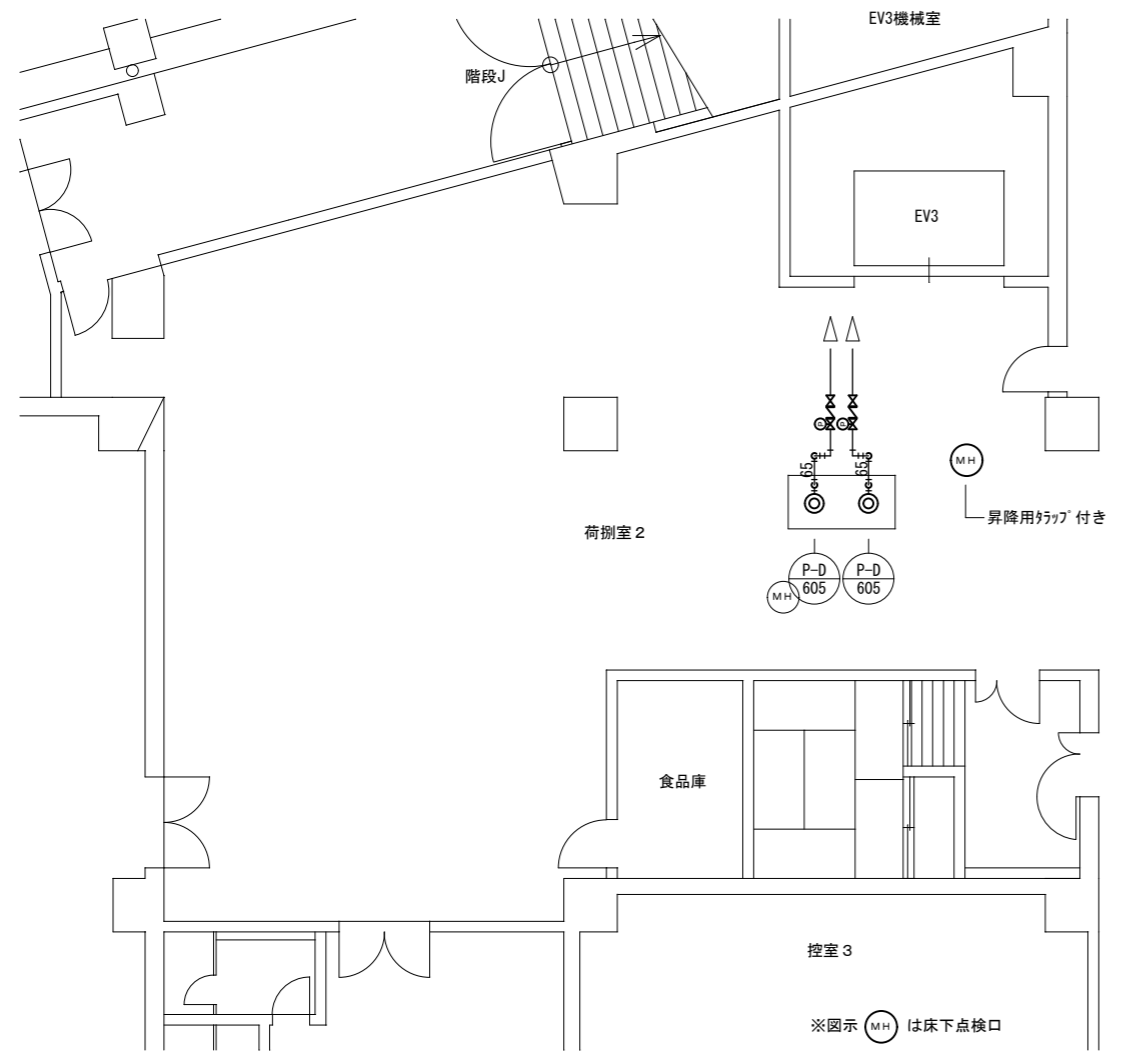 EV3機械室
階段J
EV3
65
65
P
P
MH
昇降用ﾀﾗｯﾌﾟ付き
荷捌室２
P-D
605
P-D
605
MH
食品庫
控室３
※図示 MH は床下点検口